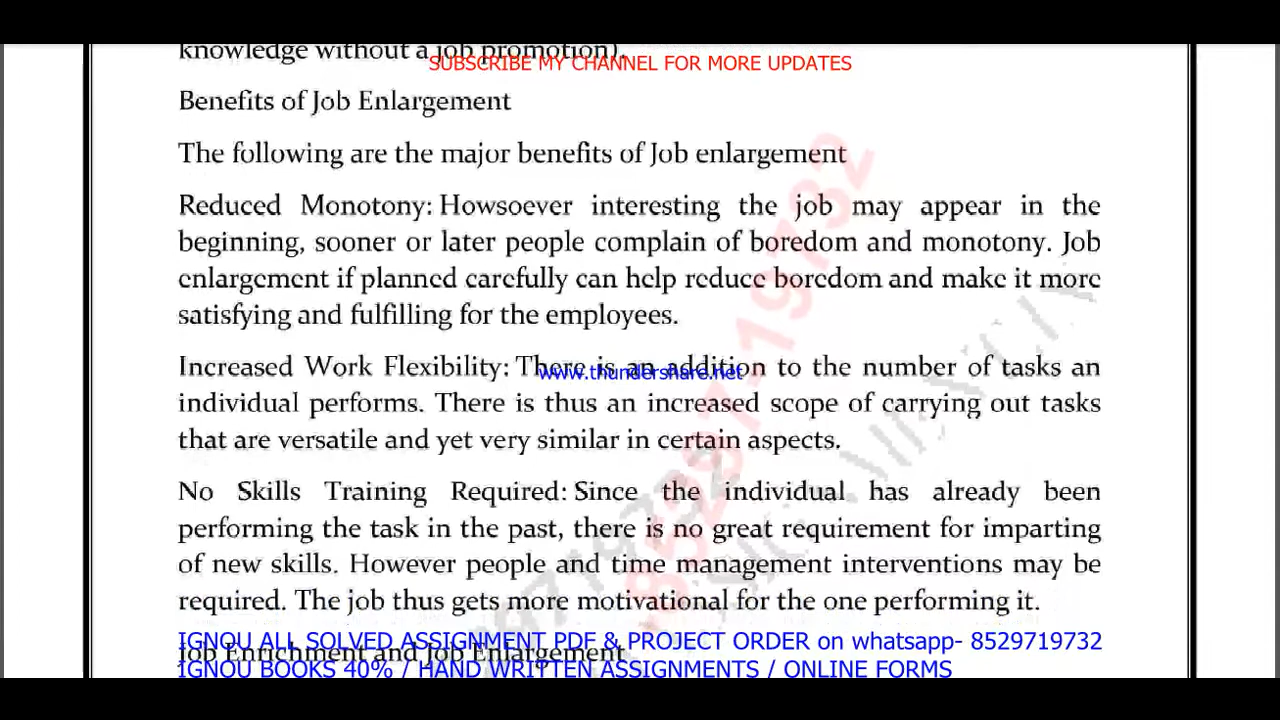 knowledge without a job promotion).
SUBSCRIBE MY CHANNEL FOR MORE UPDATES
Benefits of Job Enlargement
The following are the major benefits of Job enlargement
Reduced Monotony: Howsoever interesting the job may appear in the
beginning, sooner or later people complain of boredom and monotony. Job
enlargement if planned carefully can help reduce boredom and make it more
satisfying and fulfilling for the employees.
Increased Work Flexibility: There is an addition to the number of tasks an
www.thundershare.net
individual performs. There is thus an increased scope of carrying out tasks
that are versatile and yet very similar in certain aspects.
No Skills Training Required: Since the individual has already been
performing the task in the past, there is no great requirement for imparting
of new skills. However people and time management interventions may be
required. The job thus gets more motivational for the one performing it.
IGNOU ALL SOLVED ASSIGNMENT PDF & PROJECT ORDER on whatsapp- 8529719732
Job Enrichment and Job Enlargement
IGNOU BOOKS 40% / HAND WRITTEN ASSIGNMENTS / ONLINE FORMS
8529719732